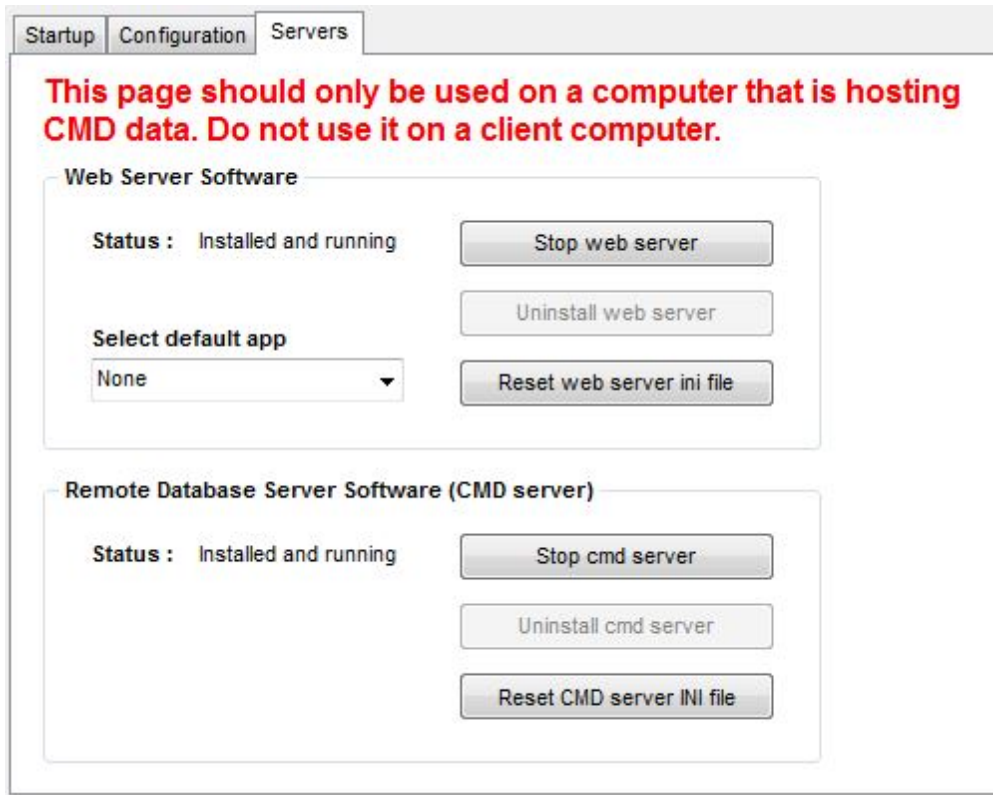 Startup Configuration Servers
This page should only be used on a computer that is hosting
CMD data. Do not use it on a client computer.
Web Server Software
Status : Installed and running Stop web server
Uninstall web server
Select default app
None Reset web server ini file
Remote Database Server Software (CMD server)
Status : Installed and running Stop cmd server
Uninstall cmd server
Reset CMD server INI file